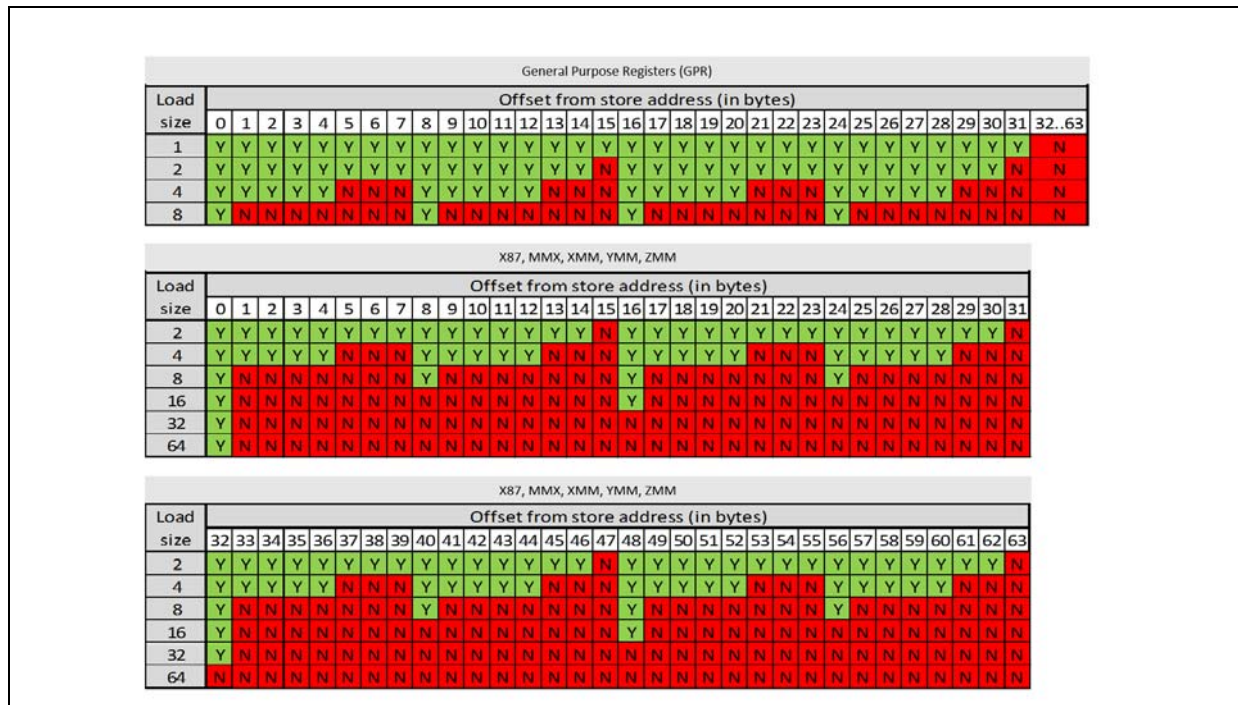 General Purpose Registers (GPR)
Load Offset from store address (in bytes)
size 0 1 2 3 4 5 6 7 8 9 10 11 12 13 14 15 16 17 18 19 20 21 22 23 24 25 26 27 28 29 30 31 32..63
1 Y Y Y Y Y Y Y Y Y Y Y Y Y Y Y Y Y Y Y Y Y Y Y Y Y Y Y Y Y Y Y Y N
2 Y Y Y Y Y Y Y Y Y Y Y Y Y Y Y N Y Y Y Y Y Y Y Y Y Y Y Y Y Y Y N N
4 Y Y Y Y Y N N N Y Y Y Y Y N N N Y Y Y Y Y N N N Y Y Y Y Y N N N N
8 Y N N N N N N N Y N N N N N N N Y N N N N N N N Y N N N N N N N N
X87, MMX, XMM, YMM, ZMM
Load Offset from store address (in bytes)
size 0 1 2 3 4 5 6 7 8 9 10 11 12 13 14 15 16 17 18 19 20 21 22 23 24 25 26 27 28 29 30 31
2 Y Y Y Y Y Y Y Y Y Y Y Y Y Y Y N Y Y Y Y Y Y Y Y Y Y Y Y Y Y Y N
4 Y Y Y Y Y N N N Y Y Y Y Y N N N Y Y Y Y Y N N N Y Y Y Y Y N N N
8 Y N N N N N N N Y N N N N N N N Y N N N N N N N Y N N N N N N N
16 Y N N N N N N N N N N N N N N N Y N N N N N N N N N N N N N N N
32 Y N N N N N N N N N N N N N N N N N N N N N N N N N N N N N N N
64 Y N N N N N N N N N N N N N N N N N N N N N N N N N N N N N N N
X87, MMX, XMM, YMM, ZMM
Load Offset from store address (in bytes)
size 32 33 34 35 36 37 38 39 40 41 42 43 44 45 46 47 48 49 50 51 52 53 54 55 56 57 58 59 60 61 62 63
2 Y Y Y Y Y Y Y Y Y Y Y Y Y Y Y N Y Y Y Y Y Y Y Y Y Y Y Y Y Y Y N
4 Y Y Y Y Y N N N Y Y Y Y Y N N N Y Y Y Y Y N N N Y Y Y Y Y N N N
8 Y N N N N N N N Y N N N N N N N Y N N N N N N N Y N N N N N N N
16 Y N N N N N N N N N N N N N N N Y N N N N N N N N N N N N N N N
32 Y N N N N N N N N N N N N N N N N N N N N N N N N N N N N N N N
64 N N N N N N N N N N N N N N N N N N N N N N N N N N N N N N N N